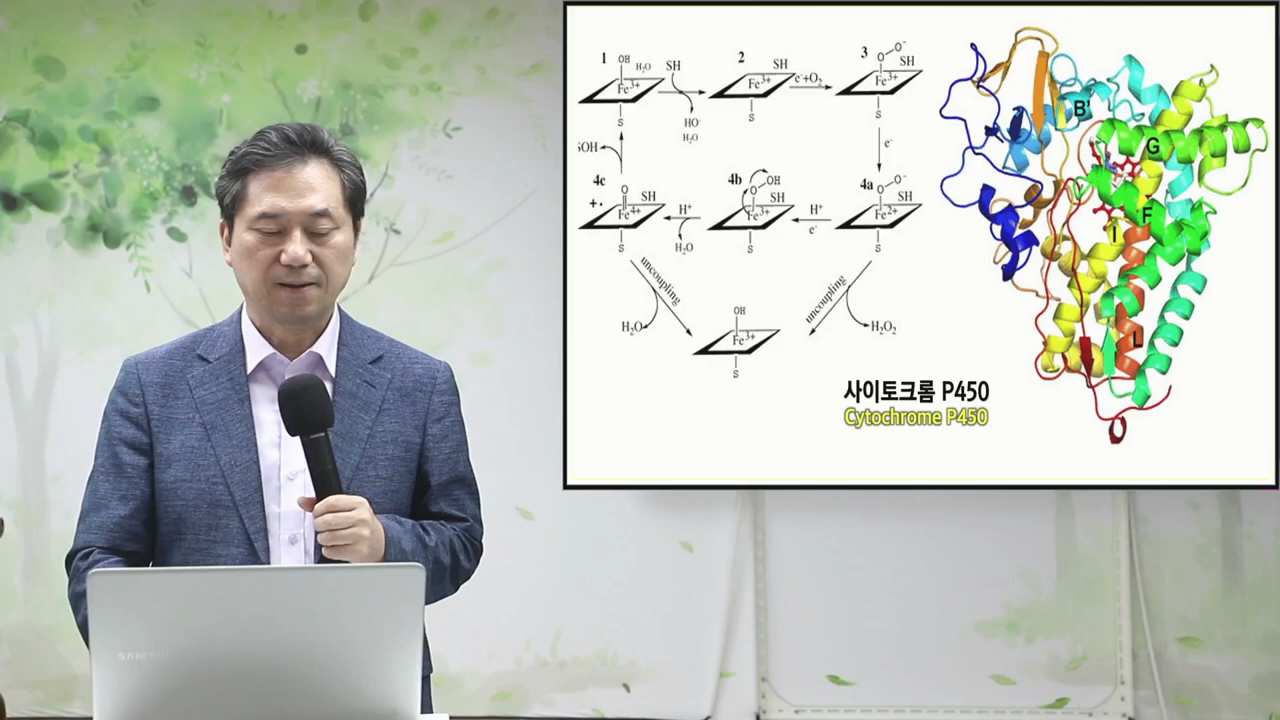 1
OH
H₂O
SH
Fe³⁺
S
HO⁻
H₂O
2
SH
Fe³⁺
S
e⁻+O₂
3
O—O⁻
SH
Fe³⁺
S
e⁻
SOH
4c
+·
O
SH
Fe⁴⁺
S
H⁺
H₂O
4b
O—OH
SH
Fe³⁺
S
H⁺
e⁻
4a
O—O⁻
SH
Fe²⁺
S
uncoupling
H₂O
OH
Fe³⁺
S
uncoupling
H₂O₂
B'
G
F
I
L
사이토크롬 P450
Cytochrome P450
SAMSUNG